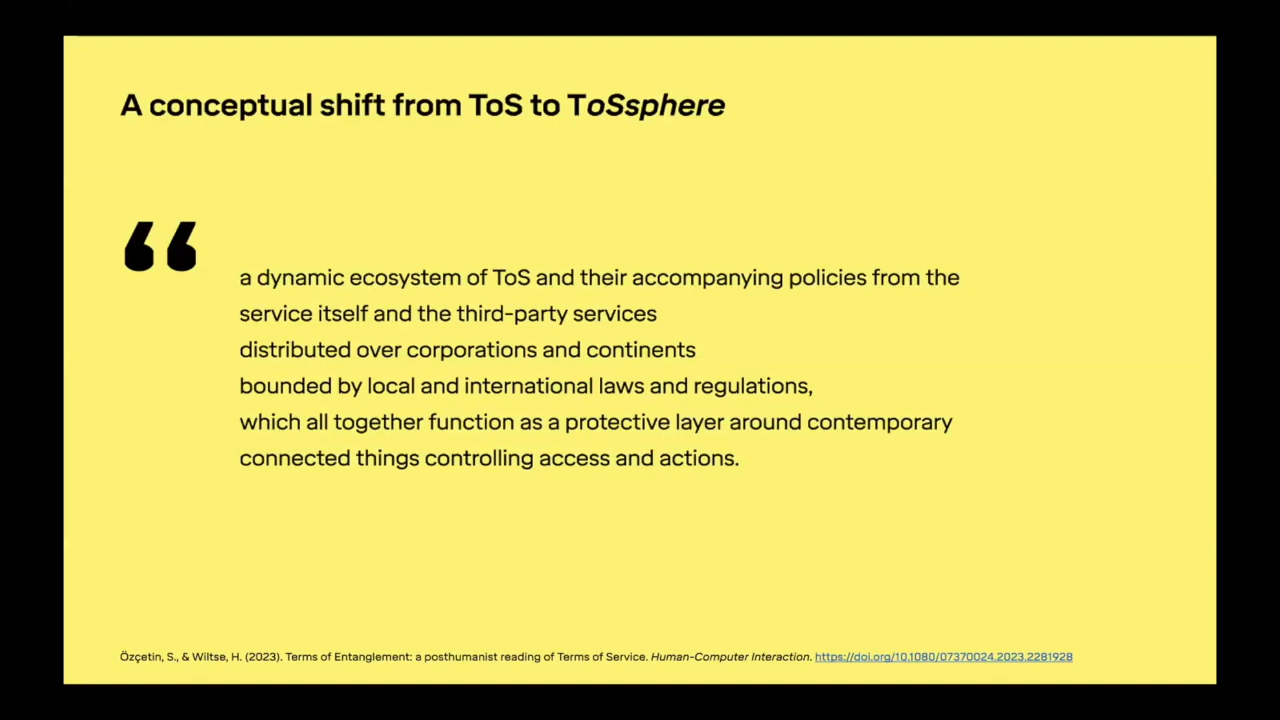 A conceptual shift from ToS to ToSsphere
“
a dynamic ecosystem of ToS and their accompanying policies from the
service itself and the third-party services
distributed over corporations and continents
bounded by local and international laws and regulations,
which all together function as a protective layer around contemporary
connected things controlling access and actions.
Özçetin, S., & Wiltse, H. (2023). Terms of Entanglement: a posthumanist reading of Terms of Service. Human-Computer Interaction. https://doi.org/10.1080/07370024.2023.2281928